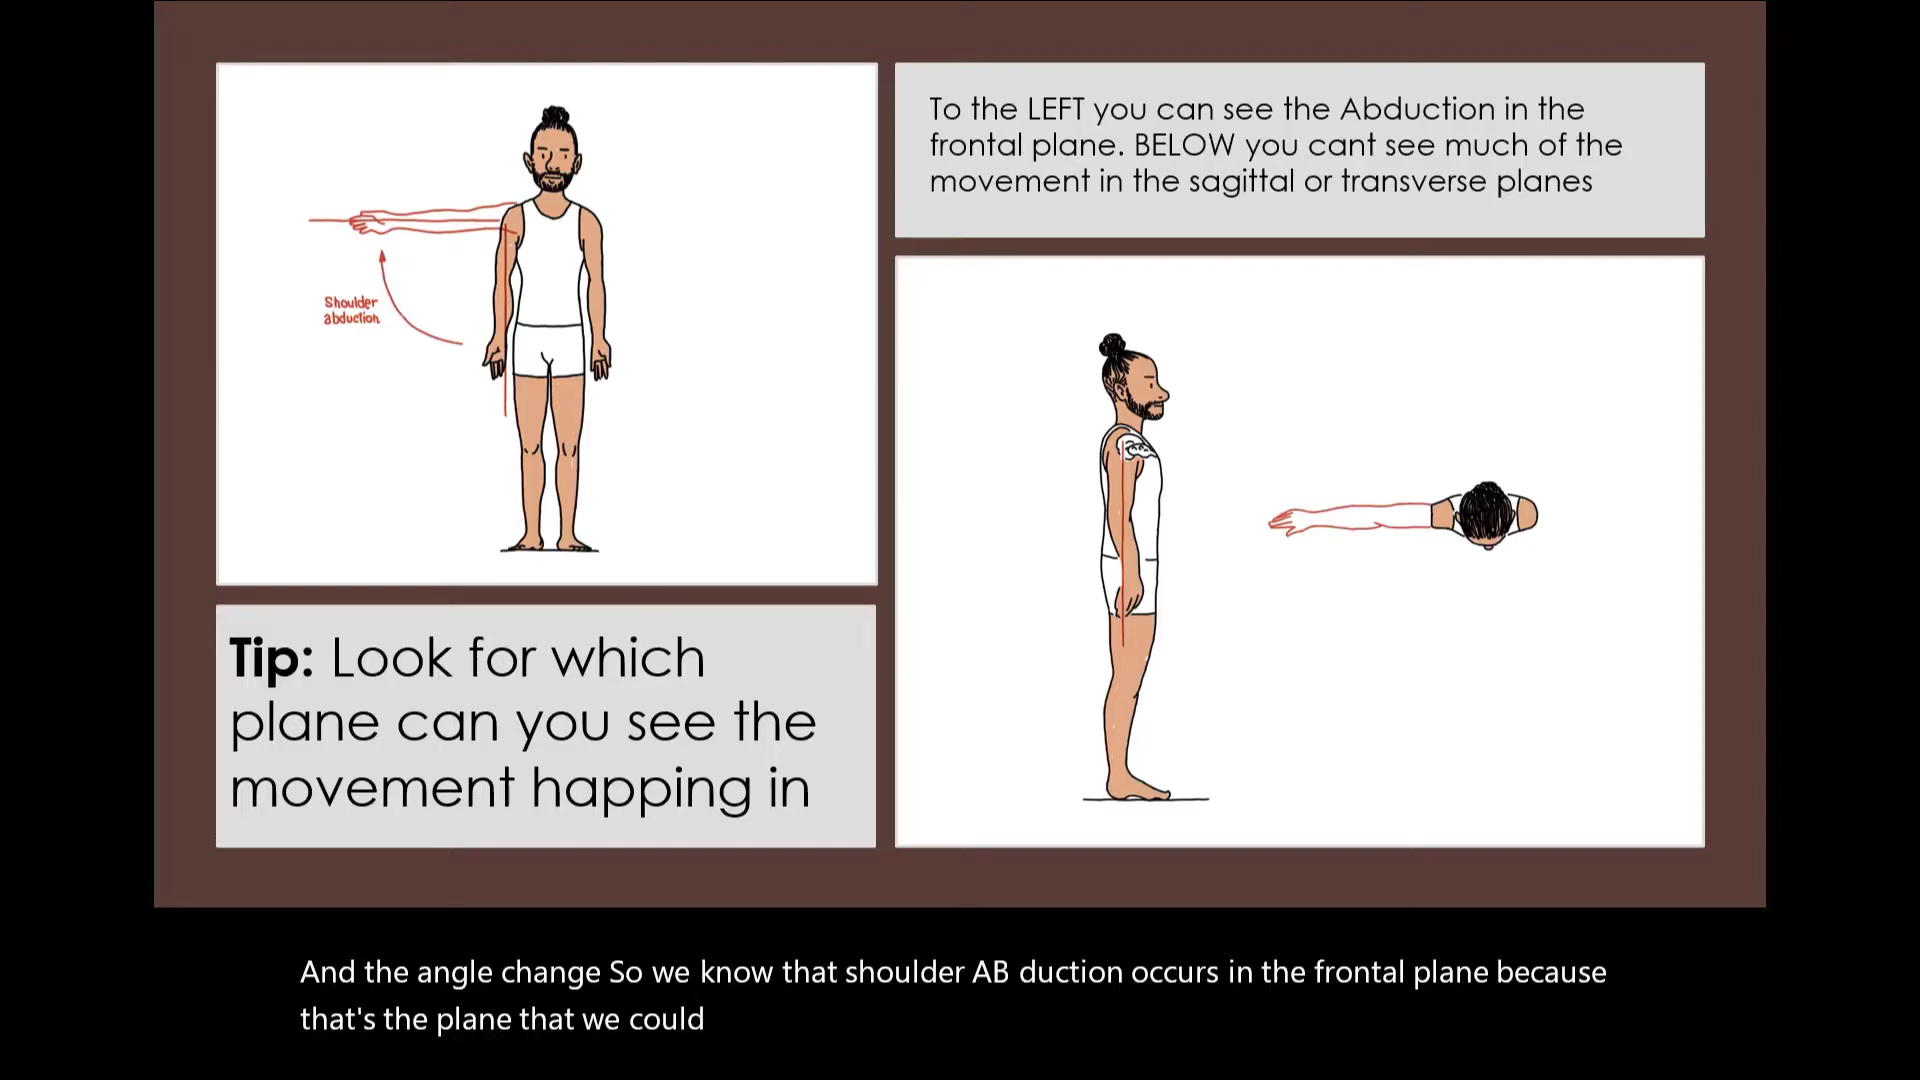 To the LEFT you can see the Abduction in the
frontal plane. BELOW you cant see much of the
movement in the sagittal or transverse planes
Shoulder
abduction
Tip: Look for which
plane can you see the
movement happing in
And the angle change So we know that shoulder AB duction occurs in the frontal plane because
that's the plane that we could